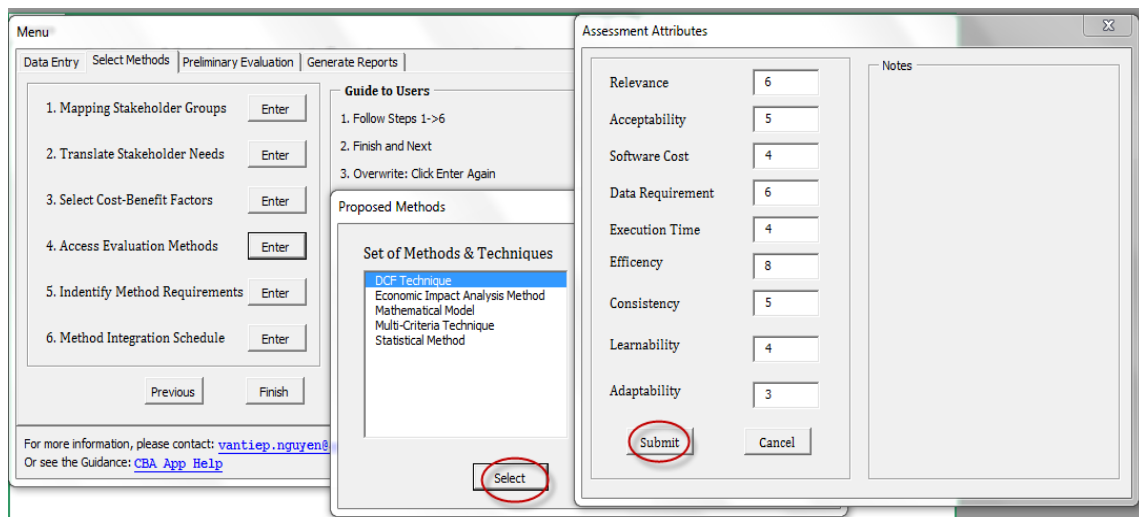 Menu
Data Entry Select Methods Preliminary Evaluation Generate Reports
1. Mapping Stakeholder Groups Enter
2. Translate Stakeholder Needs Enter
3. Select Cost-Benefit Factors Enter
4. Access Evaluation Methods Enter
5. Indentify Method Requirements Enter
6. Method Integration Schedule Enter
Previous Finish
For more information, please contact: vantiep.nguyen@
Or see the Guidance: CBA App Help
Guide to Users
1. Follow Steps 1->6
2. Finish and Next
3. Overwrite: Click Enter Again
Proposed Methods
Set of Methods & Techniques
DCF Technique
Economic Impact Analysis Method
Mathematical Model
Multi-Criteria Technique
Statistical Method
Select
Assessment Attributes
Relevance 6
Acceptability 5
Software Cost 4
Data Requirement 6
Execution Time 4
Efficency 8
Consistency 5
Learnability 4
Adaptability 3
Submit Cancel
Notes